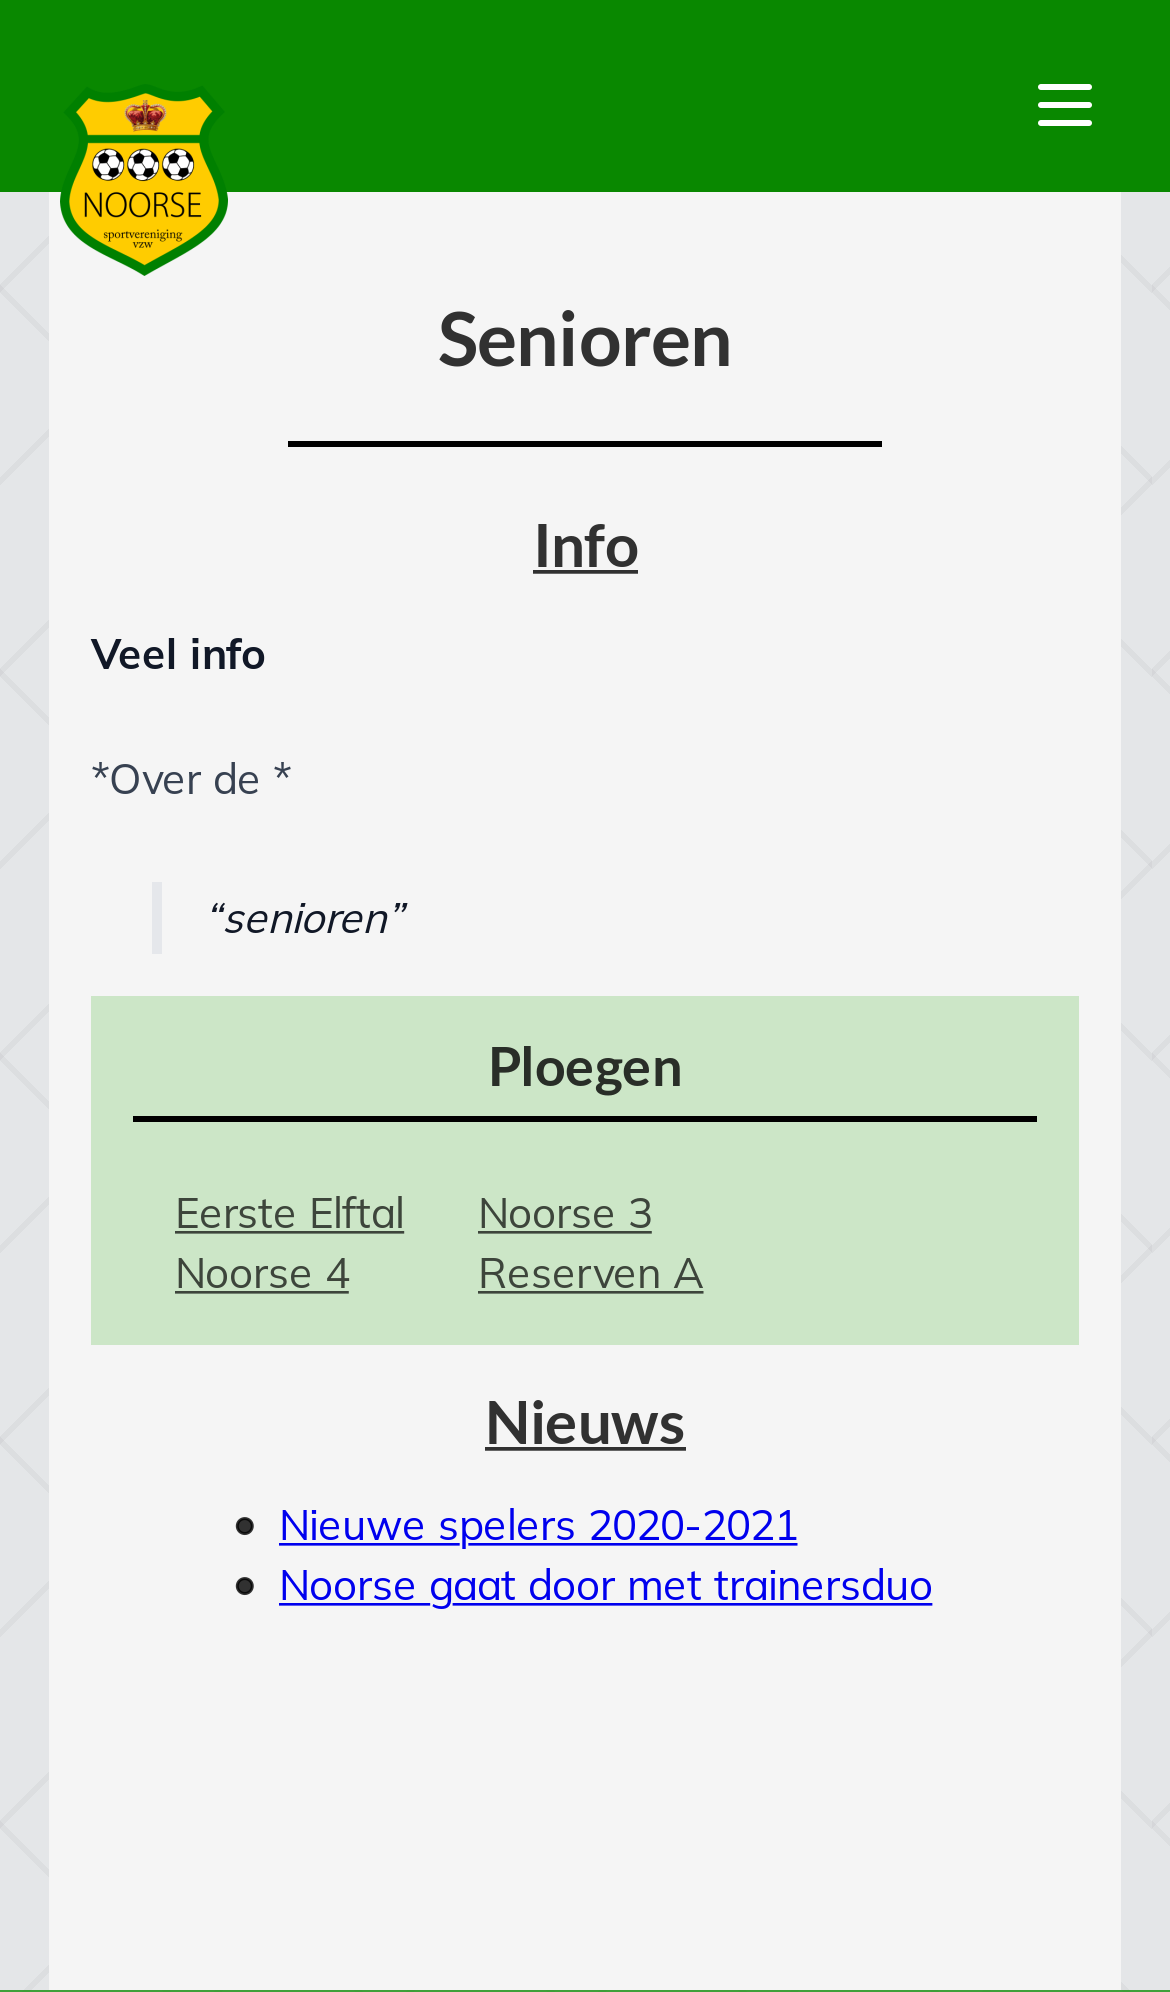 NOORSE
sportvereniging
vzw
Senioren
Info
Veel info
*Over de *
“senioren”
Ploegen
Eerste Elftal Noorse 3
Noorse 4 Reserven A
Nieuws
Nieuwe spelers 2020-2021
Noorse gaat door met trainersduo